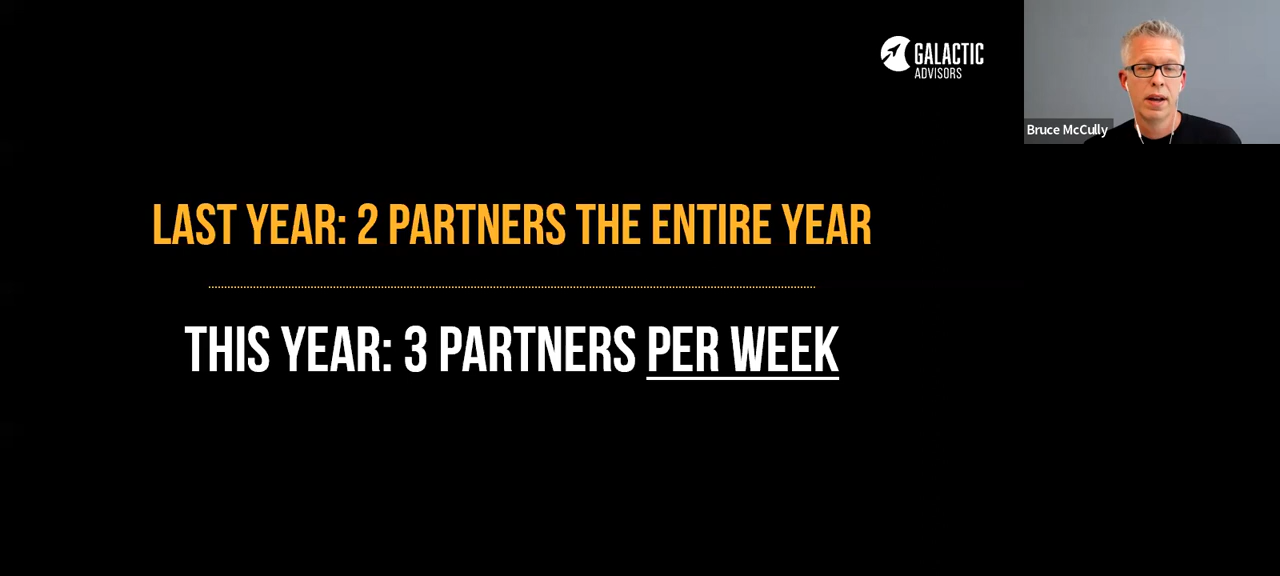 GALACTIC
ADVISORS
Bruce McCully
LAST YEAR: 2 PARTNERS THE ENTIRE YEAR
THIS YEAR: 3 PARTNERS PER WEEK